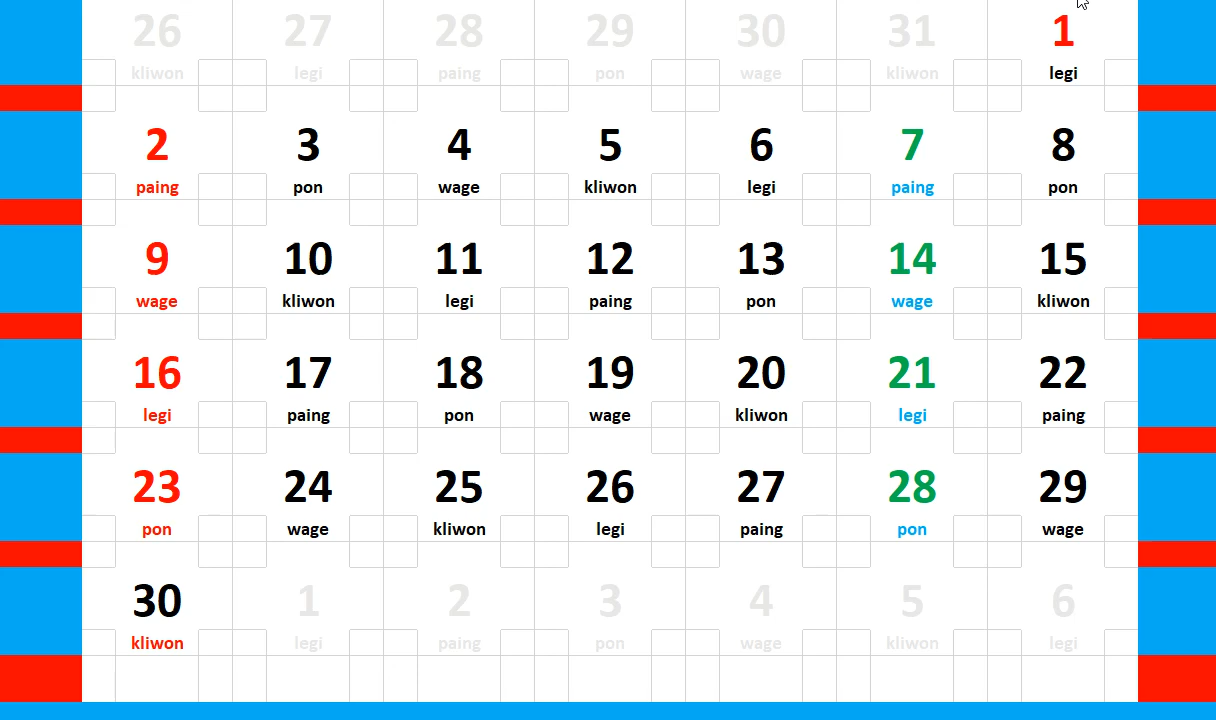 26 27 28 29 30 31 1
kliwon legi paing pon wage kliwon legi
2 3 4 5 6 7 8
paing pon wage kliwon legi paing pon
9 10 11 12 13 14 15
wage kliwon legi paing pon wage kliwon
16 17 18 19 20 21 22
legi paing pon wage kliwon legi paing
23 24 25 26 27 28 29
pon wage kliwon legi paing pon wage
30 1 2 3 4 5 6
kliwon legi paing pon wage kliwon legi